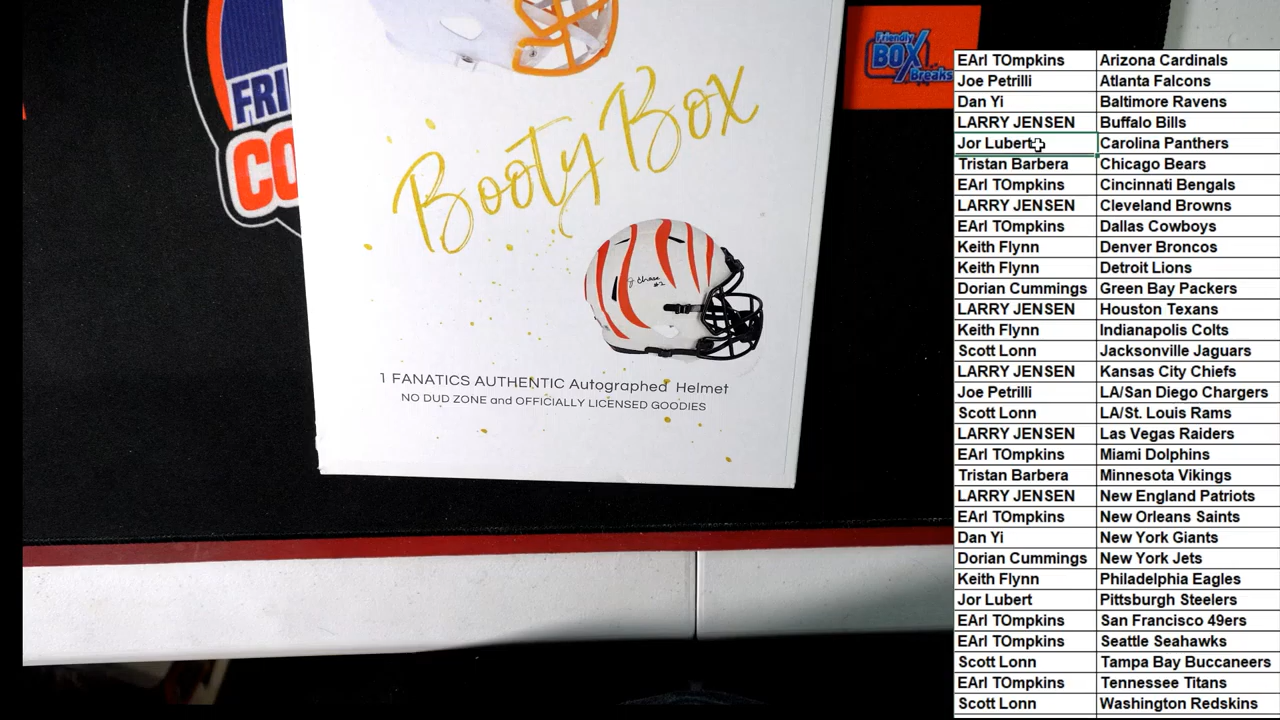 FRI
CO
Friendly
BOX
Breaks
Booty Box
1 FANATICS AUTHENTIC Autographed Helmet
NO DUD ZONE and OFFICIALLY LICENSED GOODIES
EArl TOmpkins Arizona Cardinals
Joe Petrilli Atlanta Falcons
Dan Yi Baltimore Ravens
LARRY JENSEN Buffalo Bills
Jor Lubert Carolina Panthers
Tristan Barbera Chicago Bears
EArl TOmpkins Cincinnati Bengals
LARRY JENSEN Cleveland Browns
EArl TOmpkins Dallas Cowboys
Keith Flynn Denver Broncos
Keith Flynn Detroit Lions
Dorian Cummings Green Bay Packers
LARRY JENSEN Houston Texans
Keith Flynn Indianapolis Colts
Scott Lonn Jacksonville Jaguars
LARRY JENSEN Kansas City Chiefs
Joe Petrilli LA/San Diego Chargers
Scott Lonn LA/St. Louis Rams
LARRY JENSEN Las Vegas Raiders
EArl TOmpkins Miami Dolphins
Tristan Barbera Minnesota Vikings
LARRY JENSEN New England Patriots
EArl TOmpkins New Orleans Saints
Dan Yi New York Giants
Dorian Cummings New York Jets
Keith Flynn Philadelphia Eagles
Jor Lubert Pittsburgh Steelers
EArl TOmpkins San Francisco 49ers
EArl TOmpkins Seattle Seahawks
Scott Lonn Tampa Bay Buccaneers
EArl TOmpkins Tennessee Titans
Scott Lonn Washington Redskins